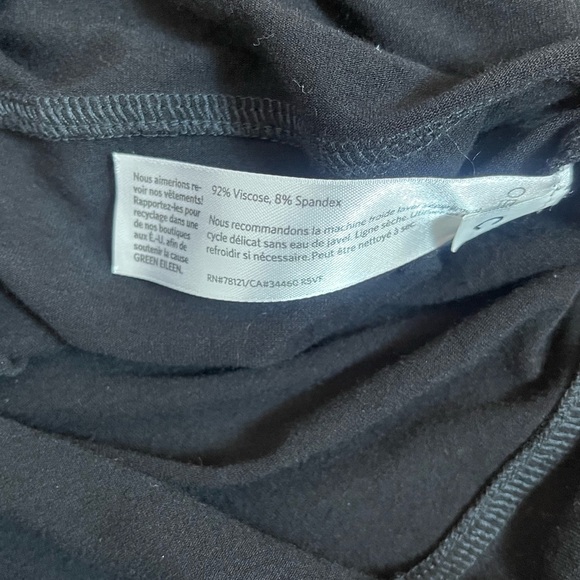 Nous aimerions re-
voir nos vêtements!
Rapportez-les pour
recyclage dans une
de nos boutiques
aux É.-U. afin de
soutenir la cause
GREEN EILEEN.
92% Viscose, 8% Spandex
Nous recommandons la machine froide laver
cycle délicat sans eau de javel. Ligne sèche.
refroidir si nécessaire. Peut être nettoyé à sec.
RN#78121/CA#34460 RSVF